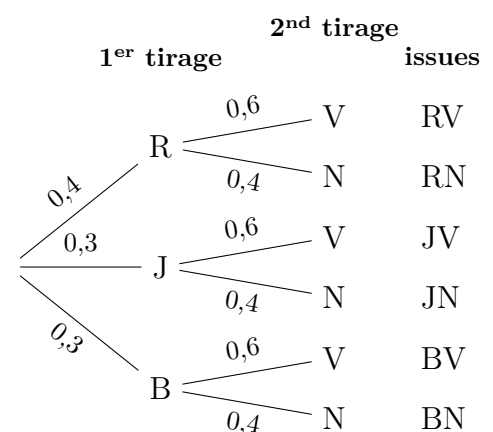 2nd tirage
1er tirage issues
0,6 V RV
R
0,4 N RN
0,4
0,6 V JV
0,3 J
0,4 N JN
0,3
0,6 V BV
B
0,4 N BN